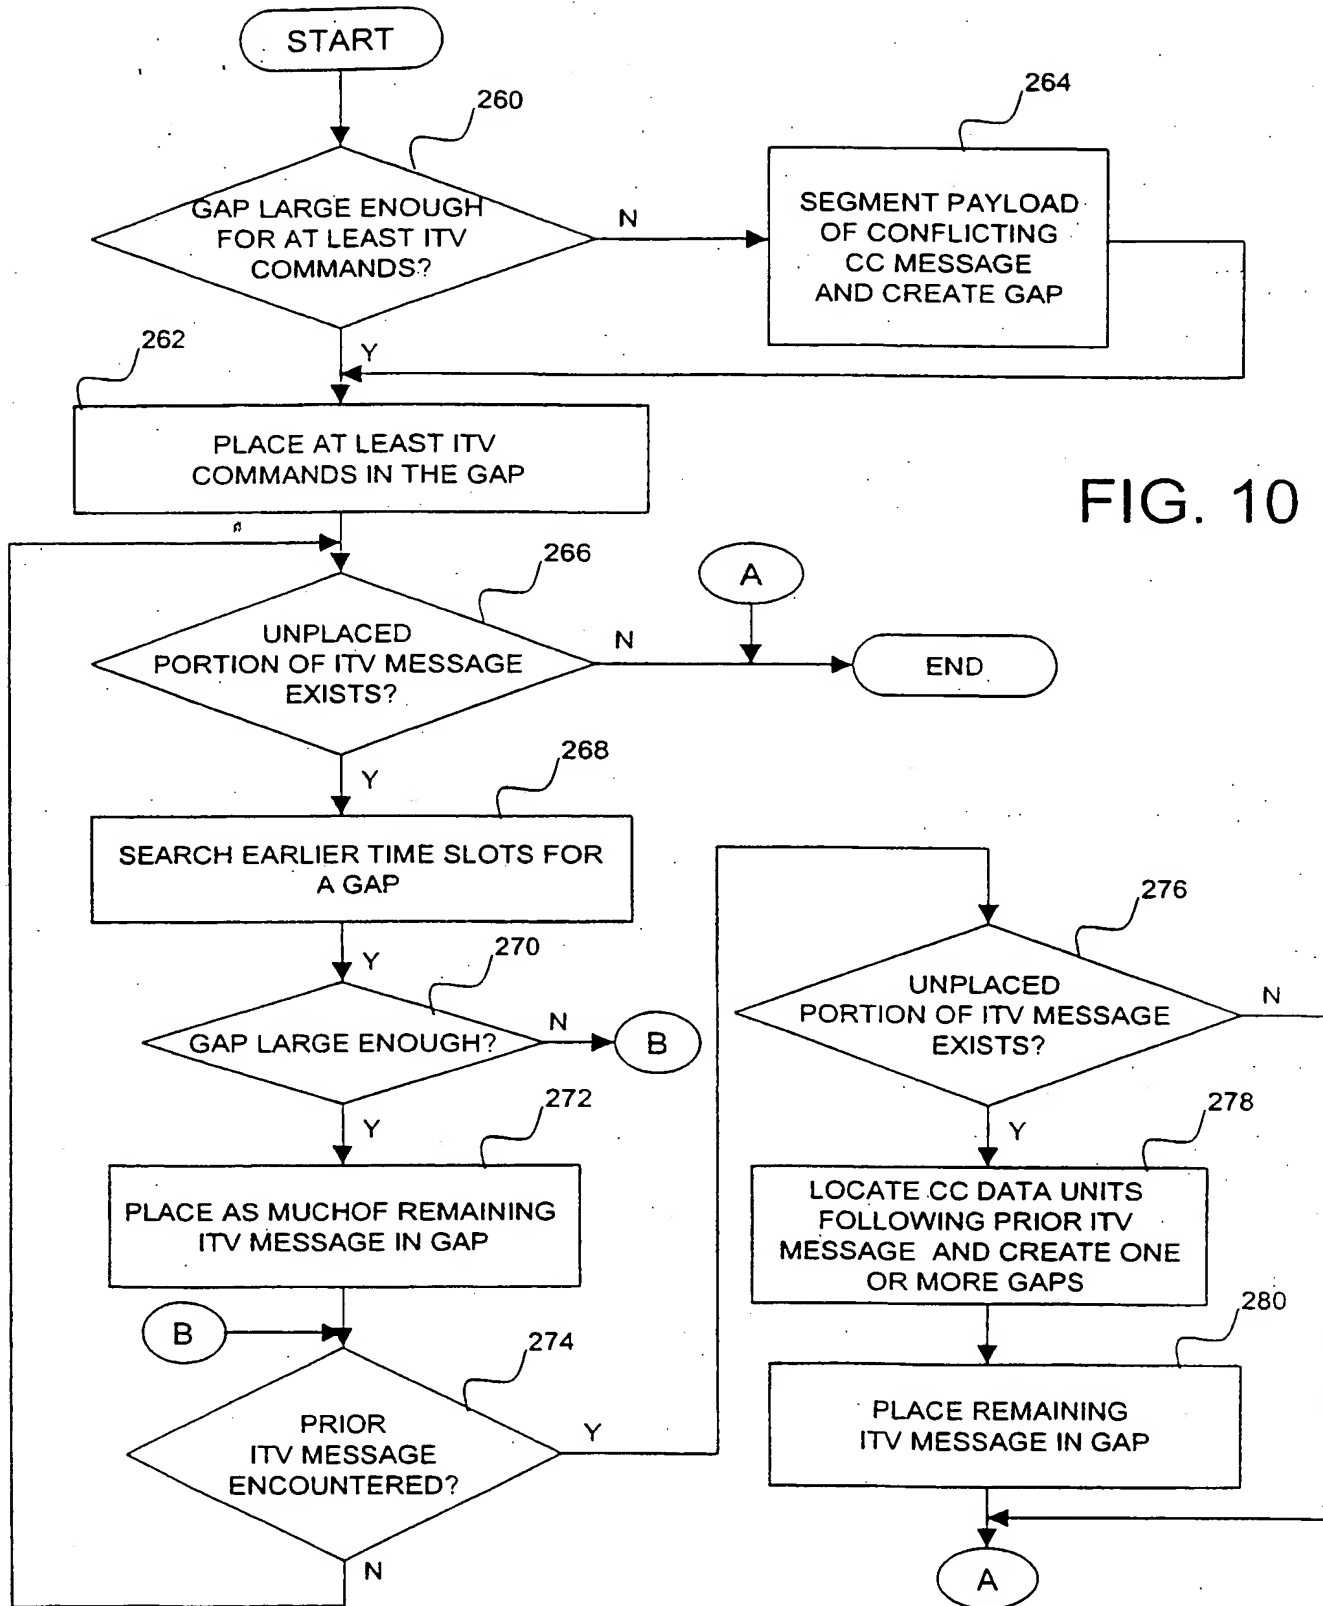 START
260
264
GAP LARGE ENOUGH
FOR AT LEAST ITV
COMMANDS?
N
SEGMENT PAYLOAD
OF CONFLICTING
CC MESSAGE
AND CREATE GAP
Y
262
PLACE AT LEAST ITV
COMMANDS IN THE GAP
FIG. 10
266
A
UNPLACED
PORTION OF ITV MESSAGE
EXISTS?
N
END
Y
268
SEARCH EARLIER TIME SLOTS FOR
A GAP
Y
270
GAP LARGE ENOUGH?
N
B
Y
272
PLACE AS MUCHOF REMAINING
ITV MESSAGE IN GAP
B
274
PRIOR
ITV MESSAGE
ENCOUNTERED?
Y
N
276
UNPLACED
PORTION OF ITV MESSAGE
EXISTS?
N
Y
278
LOCATE CC DATA UNITS
FOLLOWING PRIOR ITV
MESSAGE AND CREATE ONE
OR MORE GAPS
280
PLACE REMAINING
ITV MESSAGE IN GAP
A